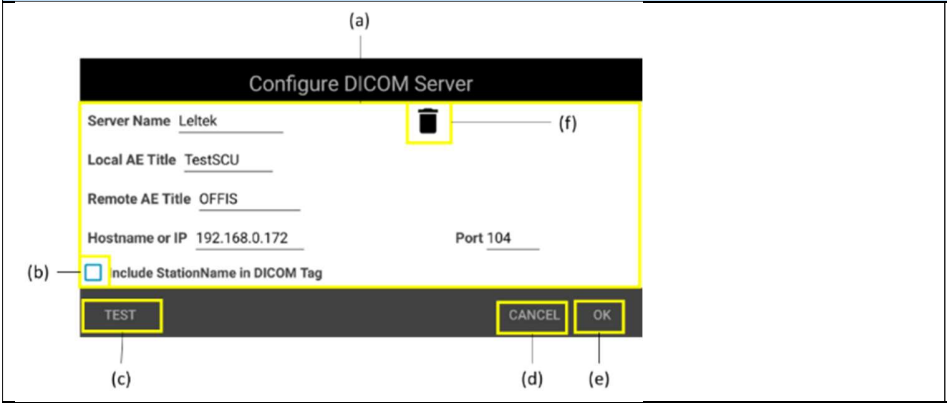 (a)
Configure DICOM Server
Server Name Leltek
(f)
Local AE Title TestSCU
Remote AE Title OFFIS
Hostname or IP 192.168.0.172 Port 104
(b) nclude StationName in DICOM Tag
TEST CANCEL OK
(c) (d) (e)